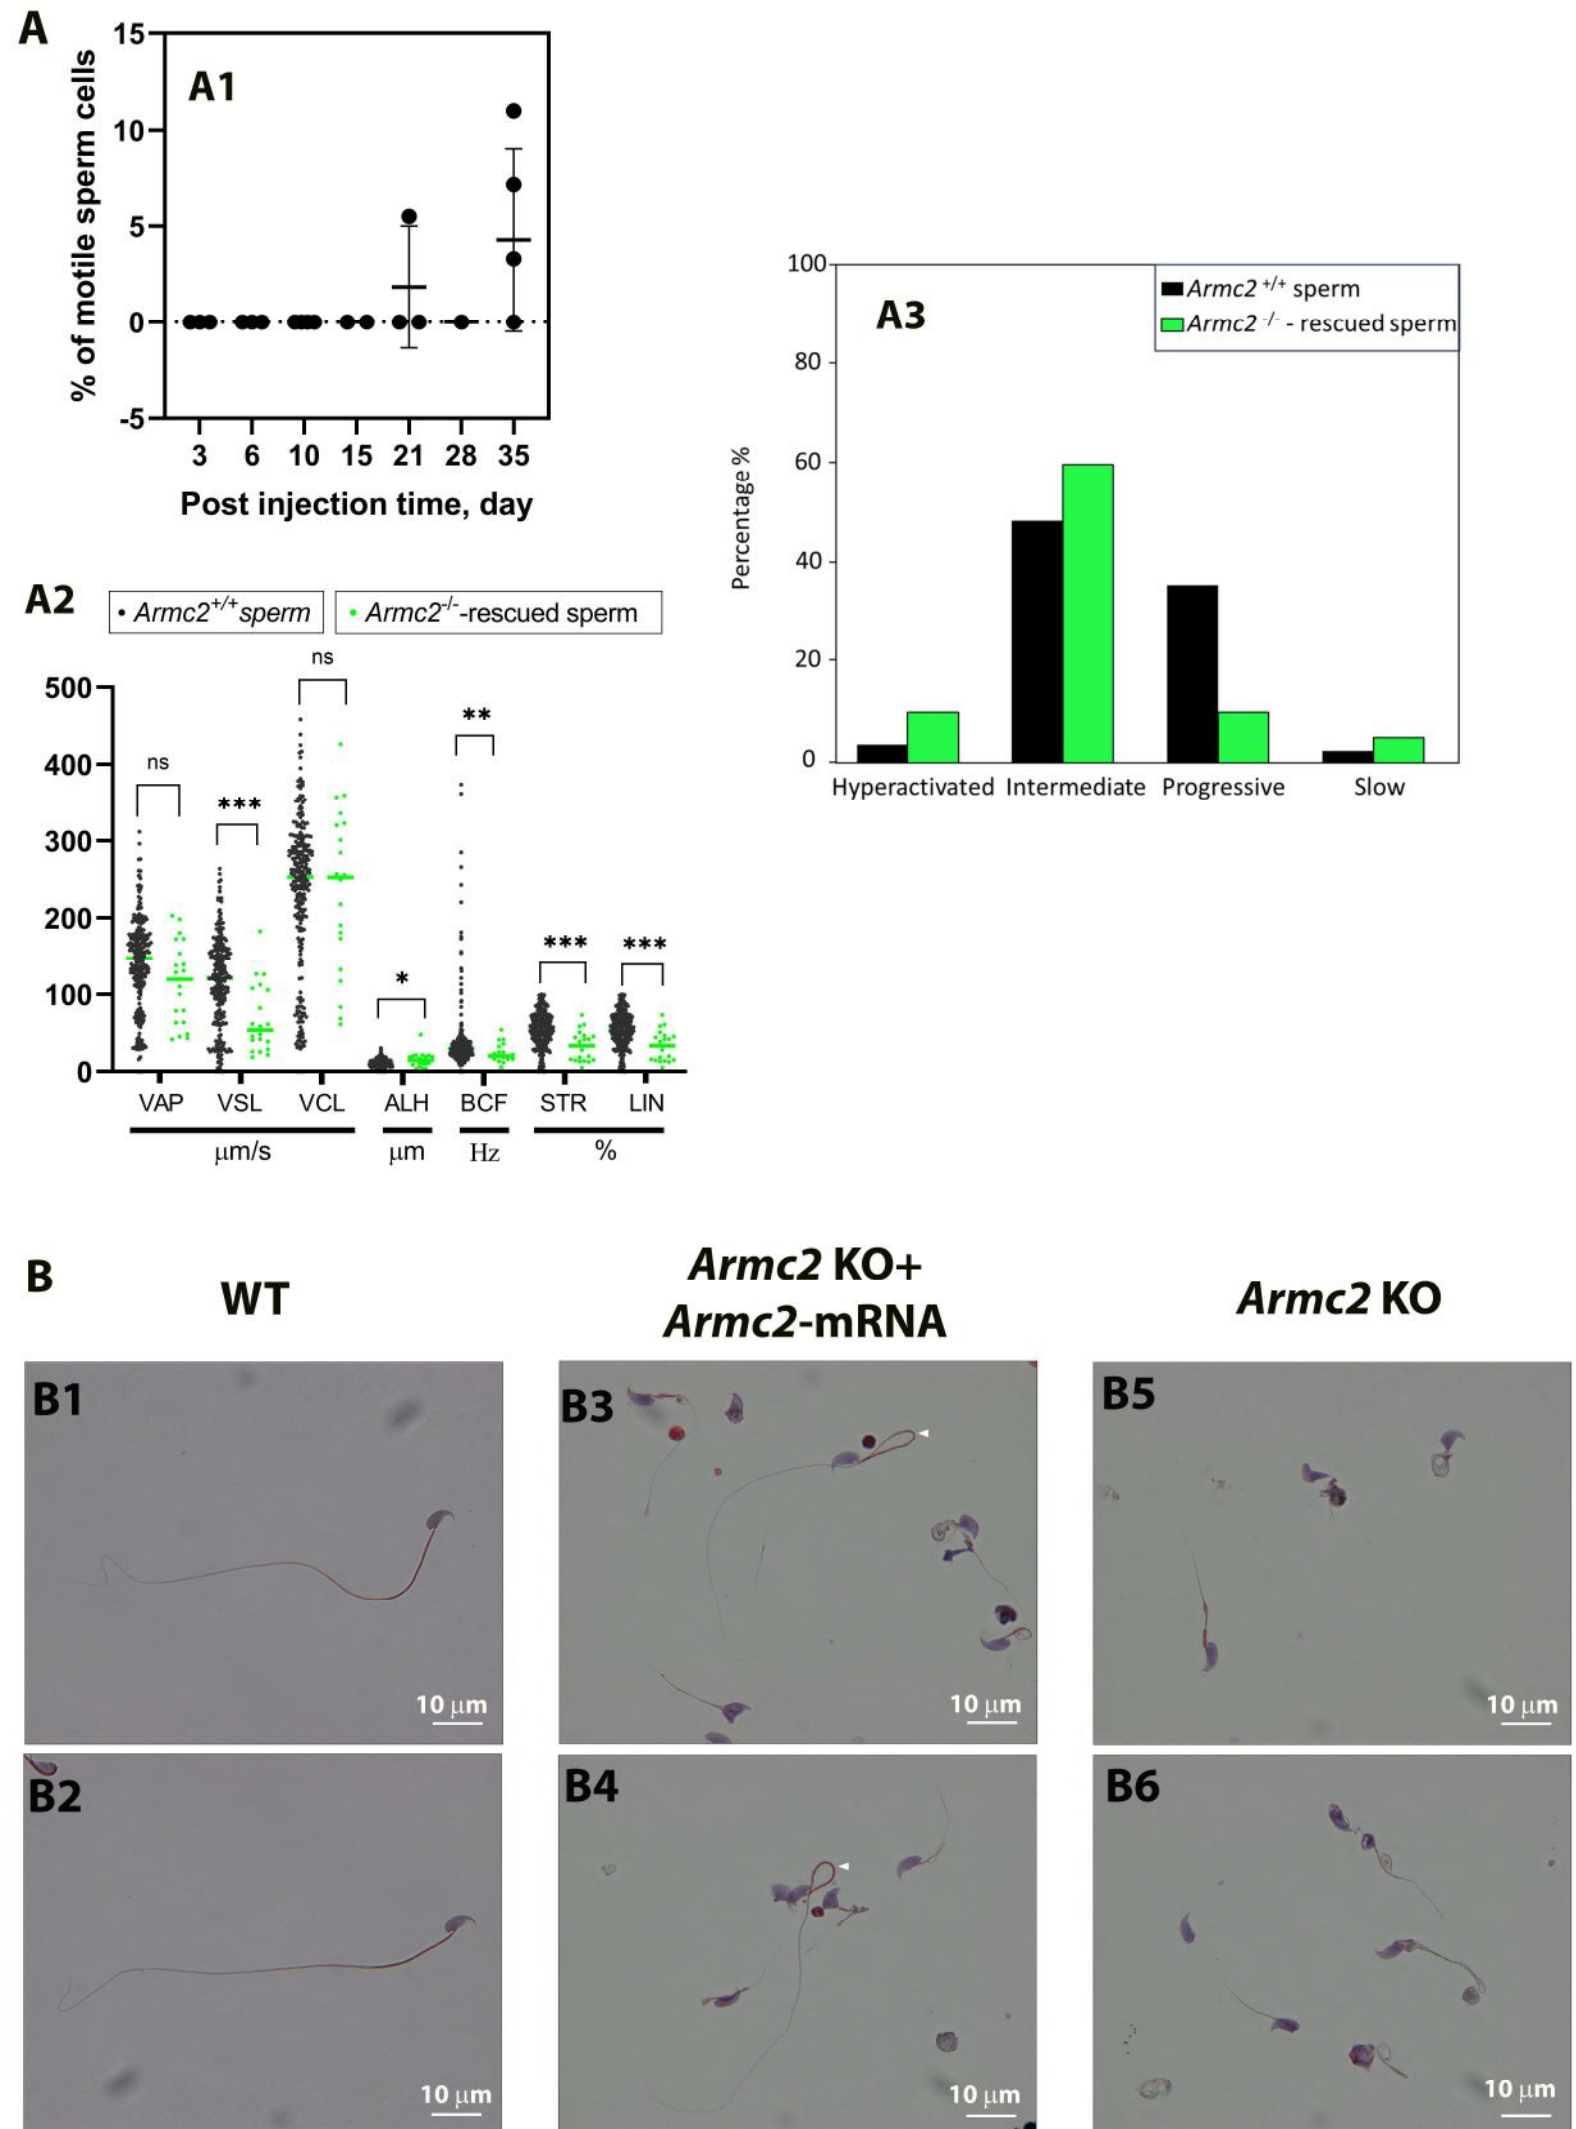 A
A1
% of motile sperm cells
15
10
5
0
-5
3 6 10 15 21 28 35
Post injection time, day
A3
Armc2 +/+ sperm
Armc2 -/- - rescued sperm
Percentage %
100
80
60
40
20
0
Hyperactivated Intermediate Progressive Slow
A2
Armc2+/+ sperm
Armc2-/--rescued sperm
ns
***
ns
*
**
***
***
500
400
300
200
100
0
VAP VSL VCL ALH BCF STR LIN
μm/s μm Hz %
B
WT
Armc2 KO+
Armc2-mRNA
Armc2 KO
B1
10 μm
B3
10 μm
B5
10 μm
B2
10 μm
B4
10 μm
B6
10 μm